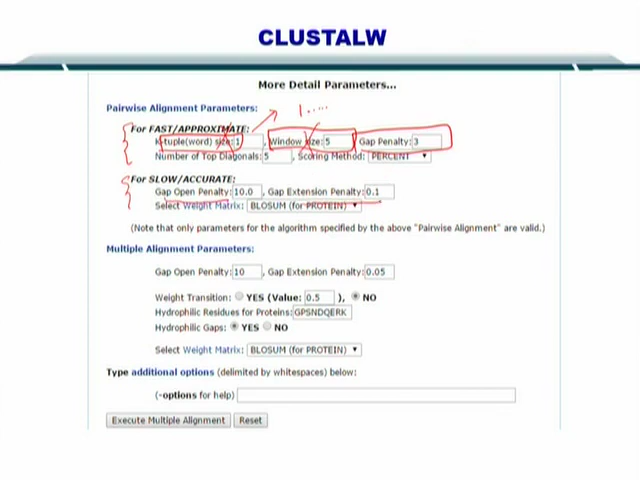 CLUSTALW
More Detail Parameters...
Pairwise Alignment Parameters:
For FAST/APPROXIMATE:
K-tuple(word) size:1 , Window size:5 , Gap Penalty:3
1.....
Number of Top Diagonals:5 , Scoring Method: PERCENT
For SLOW/ACCURATE:
Gap Open Penalty:10.0 , Gap Extension Penalty:0.1
Select Weight Matrix: BLOSUM (for PROTEIN)
(Note that only parameters for the algorithm specified by the above "Pairwise Alignment" are valid.)
Multiple Alignment Parameters:
Gap Open Penalty:10 , Gap Extension Penalty:0.05
Weight Transition: YES (Value: 0.5 ), NO
Hydrophilic Residues for Proteins:GPSNDQERK
Hydrophilic Gaps: YES NO
Select Weight Matrix: BLOSUM (for PROTEIN)
Type additional options (delimited by whitespaces) below:
(-options for help)
Execute Multiple Alignment Reset